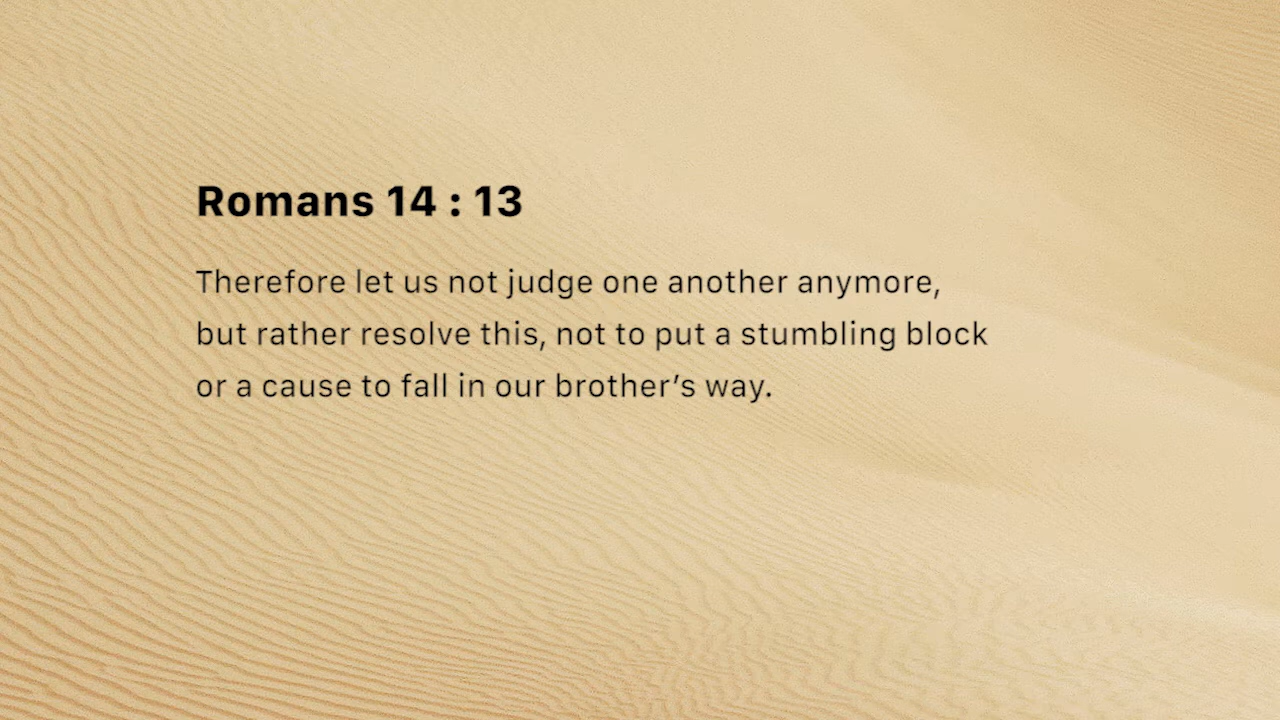 Romans 14 : 13
Therefore let us not judge one another anymore,
but rather resolve this, not to put a stumbling block
or a cause to fall in our brother’s way.